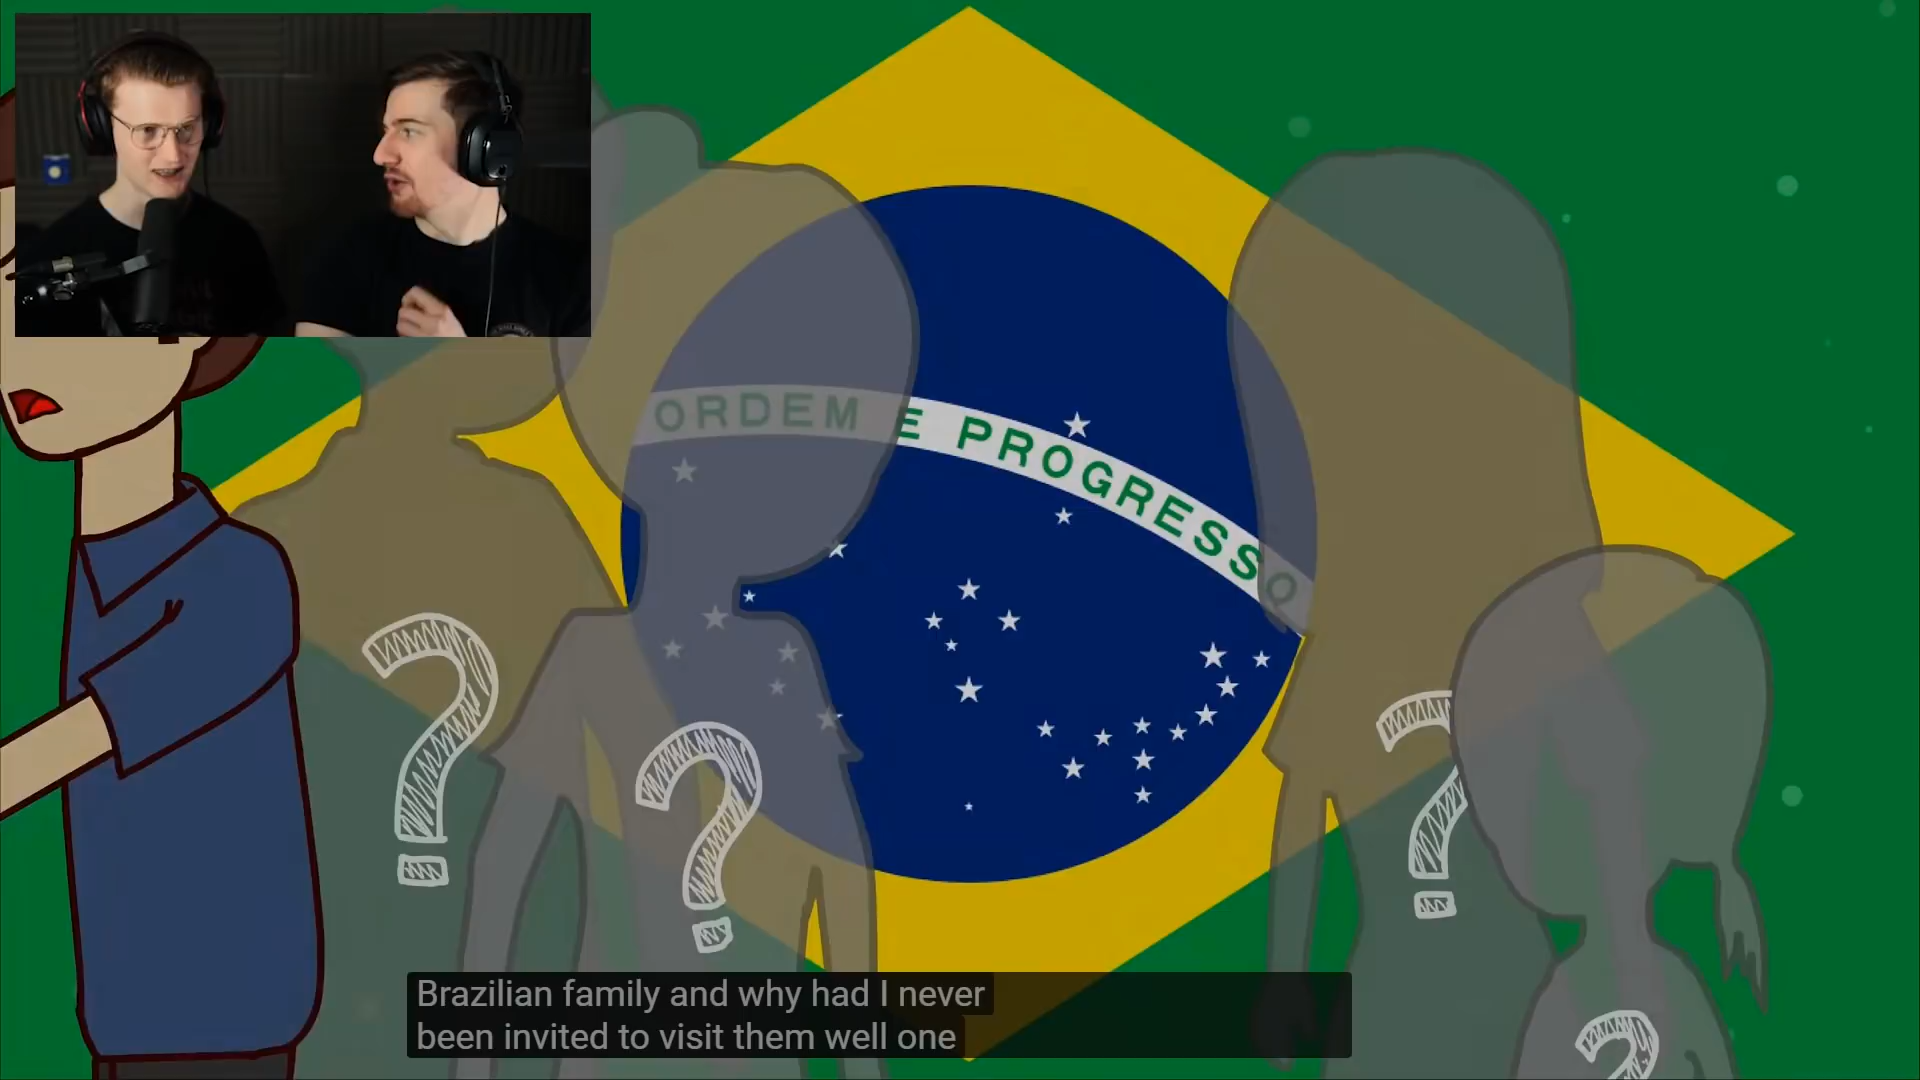 ORDEM E PROGRESSO
?
?
?
?
Brazilian family and why had I never
been invited to visit them well one